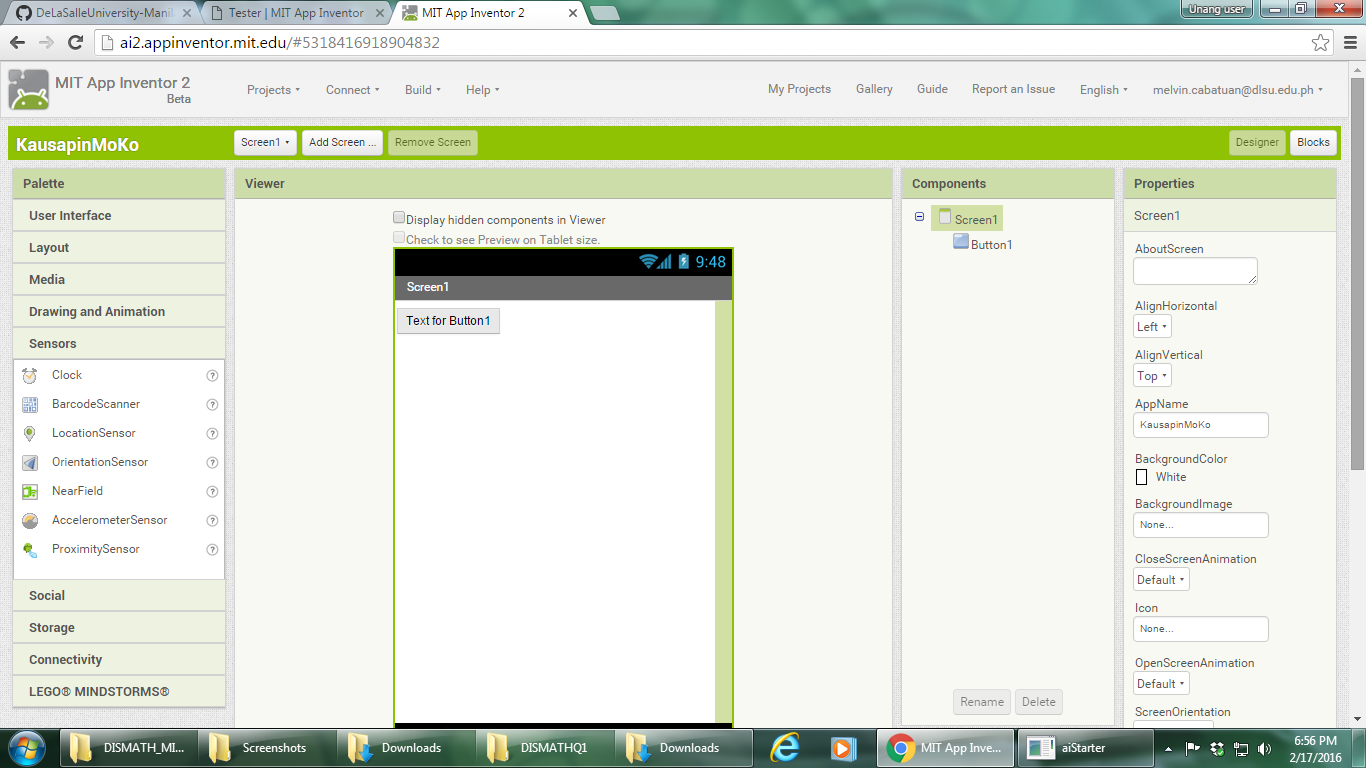 DeLaSalleUniversity-Manil
Tester | MIT App Inventor
MIT App Inventor 2
Unang user
ai2.appinventor.mit.edu/#5318416918904832
MIT App Inventor 2
Beta
Projects
Connect
Build
Help
My Projects
Gallery
Guide
Report an Issue
English
melvin.cabatuan@dlsu.edu.ph
KausapinMoKo
Screen1
Add Screen ...
Remove Screen
Designer
Blocks
Palette
User Interface
Layout
Media
Drawing and Animation
Sensors
Clock ?
BarcodeScanner ?
LocationSensor ?
OrientationSensor ?
NearField ?
AccelerometerSensor ?
ProximitySensor ?
Social
Storage
Connectivity
LEGO® MINDSTORMS®
Viewer
Display hidden components in Viewer
Check to see Preview on Tablet size.
9:48
Screen1
Text for Button1
Components
Screen1
Button1
Rename
Delete
Properties
Screen1
AboutScreen
AlignHorizontal
Left
AlignVertical
Top
AppName
KausapinMoKo
BackgroundColor
White
BackgroundImage
None...
CloseScreenAnimation
Default
Icon
None...
OpenScreenAnimation
Default
ScreenOrientation
DISMATH_MI...
Screenshots
Downloads
DISMATHQ1
Downloads
MIT App Inve...
aiStarter
6:56 PM
2/17/2016